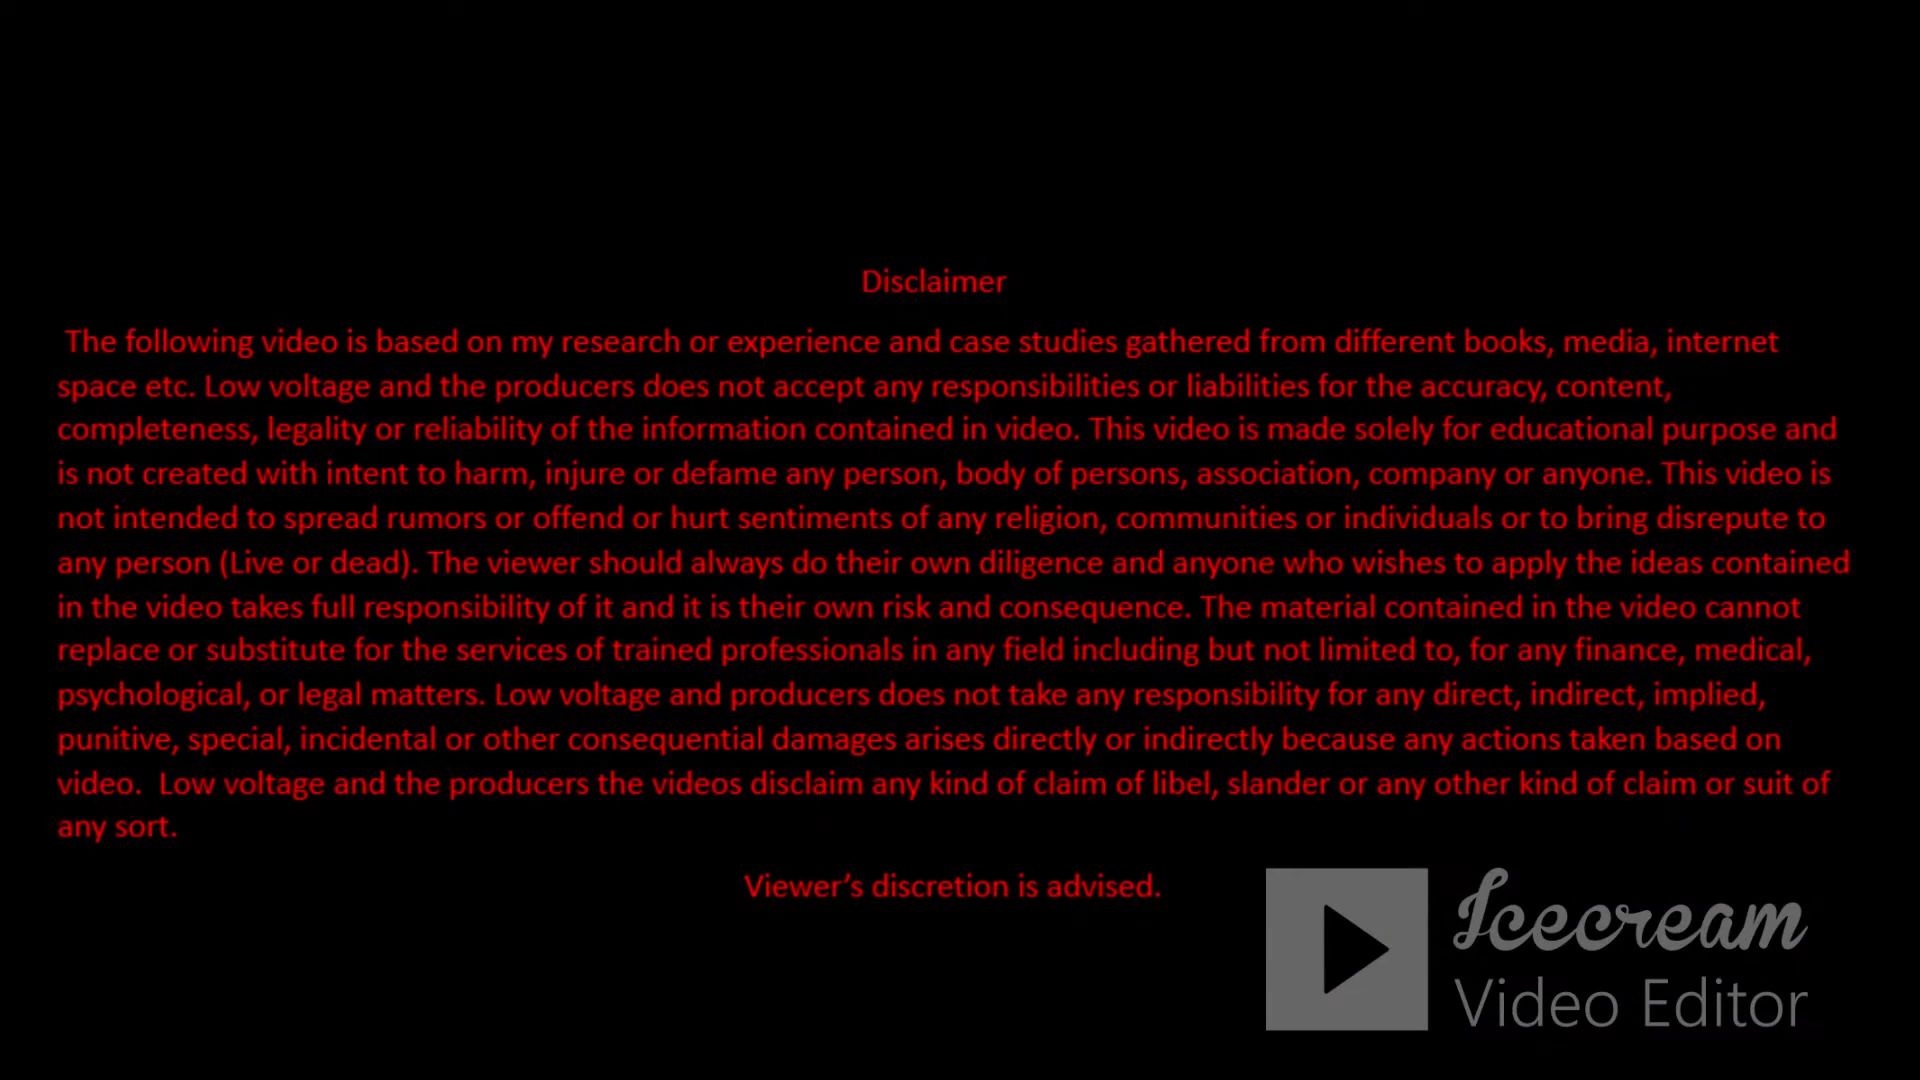 Disclaimer
The following video is based on my research or experience and case studies gathered from different books, media, internet
space etc. Low voltage and the producers does not accept any responsibilities or liabilities for the accuracy, content,
completeness, legality or reliability of the information contained in video. This video is made solely for educational purpose and
is not created with intent to harm, injure or defame any person, body of persons, association, company or anyone. This video is
not intended to spread rumors or offend or hurt sentiments of any religion, communities or individuals or to bring disrepute to
any person (Live or dead). The viewer should always do their own diligence and anyone who wishes to apply the ideas contained
in the video takes full responsibility of it and it is their own risk and consequence. The material contained in the video cannot
replace or substitute for the services of trained professionals in any field including but not limited to, for any finance, medical,
psychological, or legal matters. Low voltage and producers does not take any responsibility for any direct, indirect, implied,
punitive, special, incidental or other consequential damages arises directly or indirectly because any actions taken based on
video.  Low voltage and the producers the videos disclaim any kind of claim of libel, slander or any other kind of claim or suit of
any sort.
Viewer’s discretion is advised.
Icecream
Video Editor